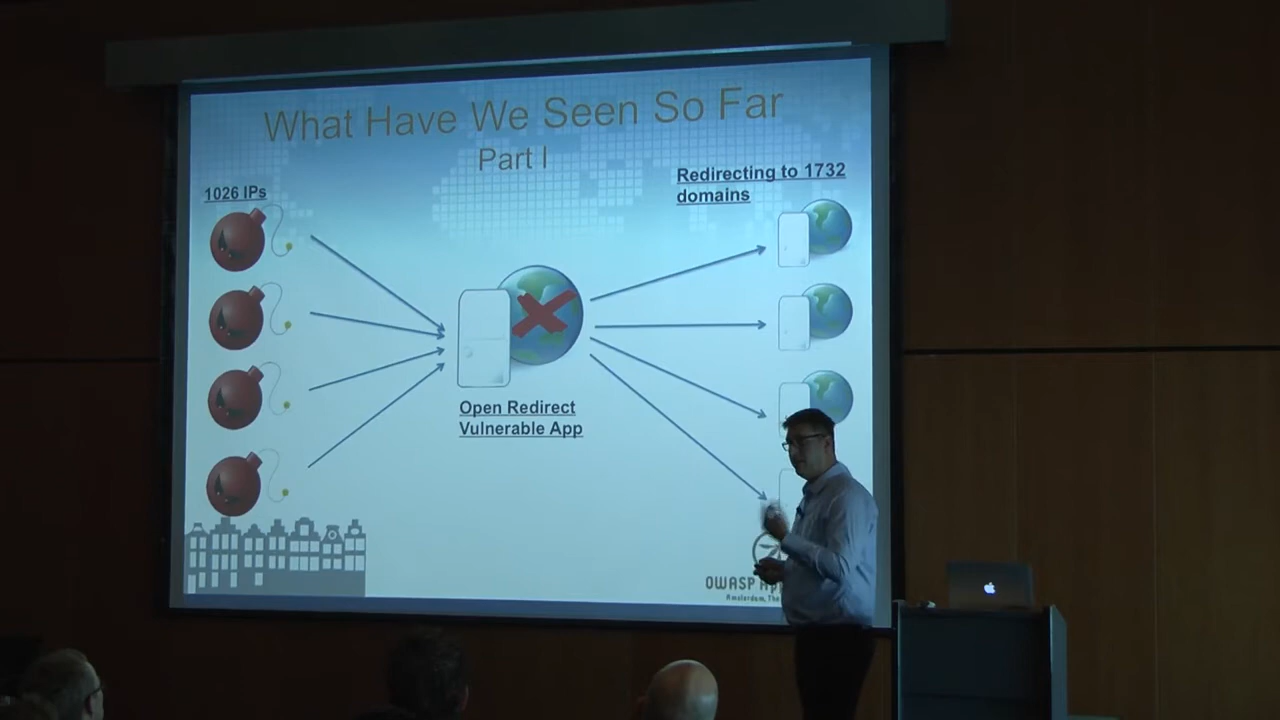 What Have We Seen So Far
Part I
1026 IPs
Redirecting to 1732
domains
Open Redirect
Vulnerable App
OWASP
Amsterdam, The